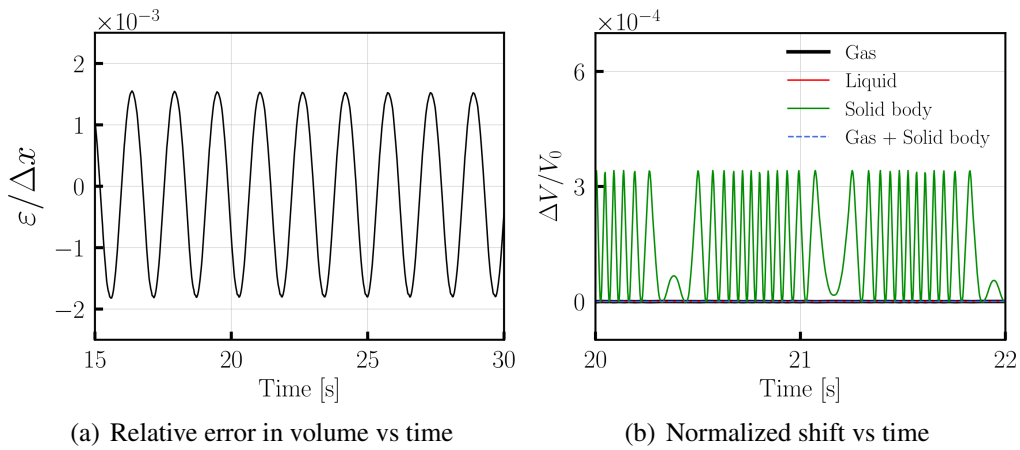 ×10⁻³
2
1
0
−1
−2
ε/Δx
15
20
25
30
Time [s]
(a) Relative error in volume vs time
×10⁻⁴
6
3
0
ΔV/V₀
Gas
Liquid
Solid body
Gas + Solid body
20
21
22
Time [s]
(b) Normalized shift vs time